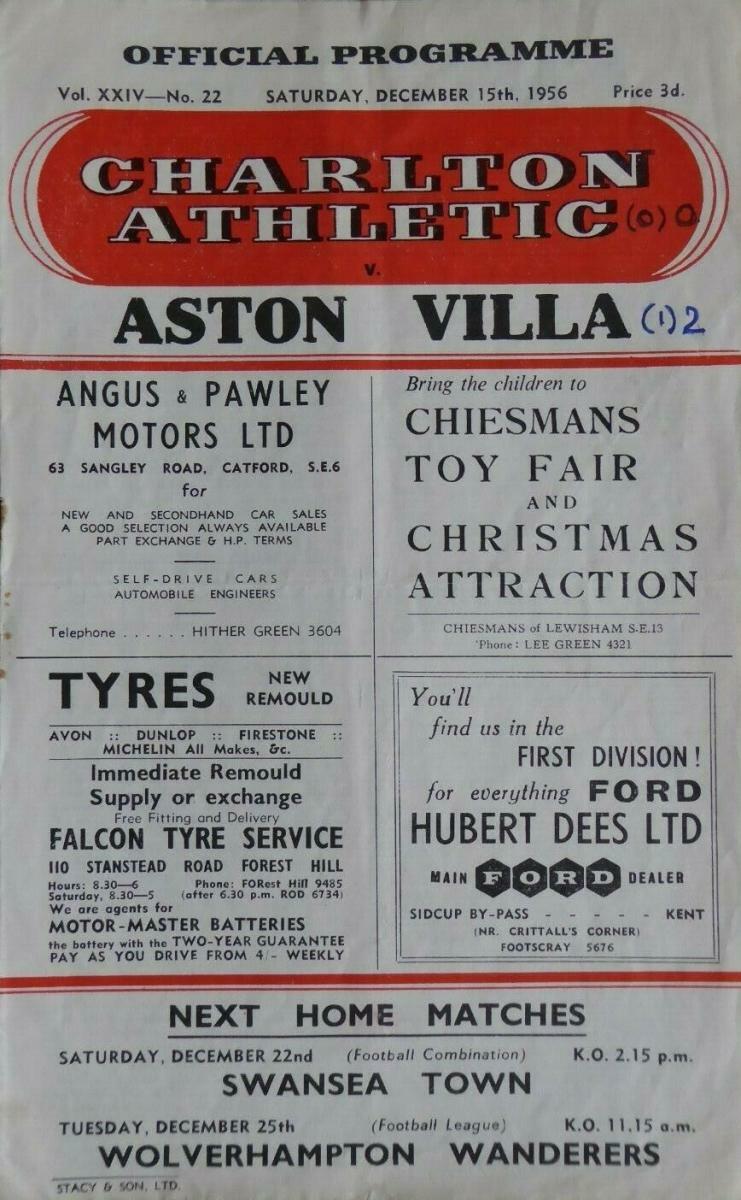 OFFICIAL PROGRAMME
Vol. XXIV—No. 22 SATURDAY, DECEMBER 15th, 1956 Price 3d.
CHARLTON
ATHLETIC (0) 0
v.
ASTON VILLA (1) 2
ANGUS & PAWLEY
MOTORS LTD
63 SANGLEY ROAD, CATFORD, S.E.6
for
NEW AND SECONDHAND CAR SALES
A GOOD SELECTION ALWAYS AVAILABLE
PART EXCHANGE & H.P. TERMS
SELF-DRIVE CARS
AUTOMOBILE ENGINEERS
Telephone . . . . . . HITHER GREEN 3604
Bring the children to
CHIESMANS
TOY FAIR
AND
CHRISTMAS
ATTRACTION
CHIESMANS of LEWISHAM S.E.13
'Phone: LEE GREEN 4321
TYRES NEW
REMOULD
AVON :: DUNLOP :: FIRESTONE ::
MICHELIN All Makes, &c.
Immediate Remould
Supply or exchange
Free Fitting and Delivery
FALCON TYRE SERVICE
110 STANSTEAD ROAD FOREST HILL
Hours: 8.30—6 Phone: FORest Hill 9485
Saturday, 8.30—5 (after 6.30 p.m. ROD 6734)
We are agents for
MOTOR-MASTER BATTERIES
the battery with the TWO-YEAR GUARANTEE
PAY AS YOU DRIVE FROM 4/- WEEKLY
You'll
find us in the
FIRST DIVISION!
for everything FORD
HUBERT DEES LTD
MAIN FORD DEALER
SIDCUP BY-PASS - - - - - KENT
(NR. CRITTALL'S CORNER)
FOOTSCRAY 5676
NEXT HOME MATCHES
SATURDAY, DECEMBER 22nd (Football Combination) K.O. 2.15 p.m.
SWANSEA TOWN
TUESDAY, DECEMBER 25th (Football League) K.O. 11.15 a.m.
WOLVERHAMPTON WANDERERS
STACY & SON, LTD.